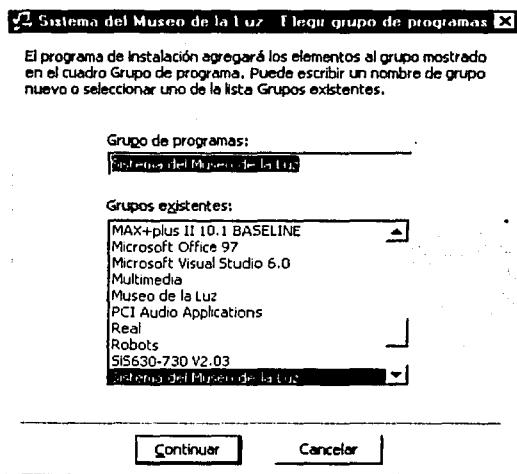 Sistema del Museo de la Luz - Elegir grupo de programas
El programa de instalación agregará los elementos al grupo mostrado
en el cuadro Grupo de programa. Puede escribir un nombre de grupo
nuevo o seleccionar uno de la lista Grupos existentes.
Grupo de programas:
Sistema del Museo de la Luz
Grupos existentes:
MAX+plus II 10.1 BASELINE
Microsoft Office 97
Microsoft Visual Studio 6.0
Multimedia
Museo de la Luz
PCI Audio Applications
Real
Robots
SiS630-730 V2.03
Sistema del Museo de la Luz
Continuar
Cancelar